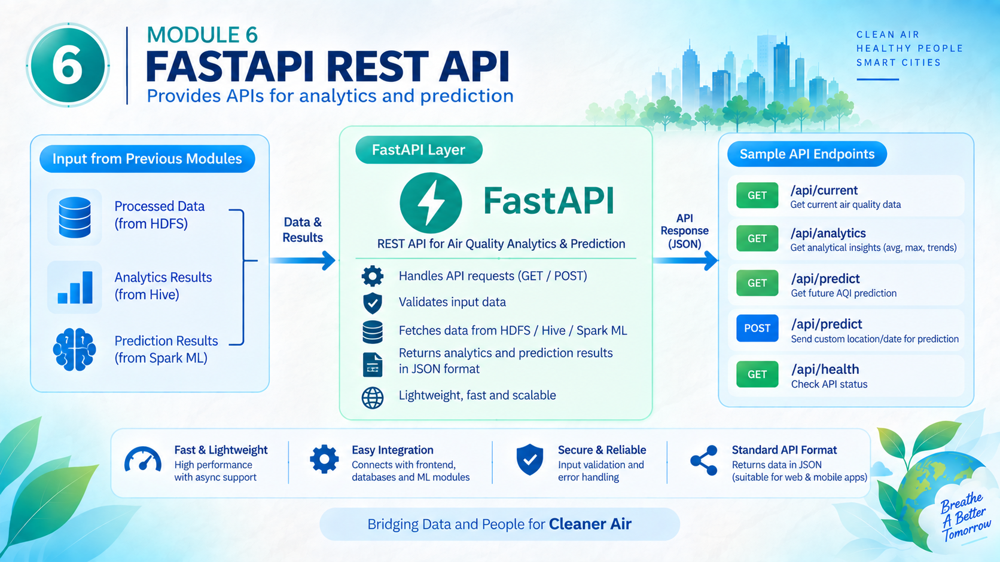 6
MODULE 6
FASTAPI REST API
Provides APIs for analytics and prediction
CLEAN AIR
HEALTHY PEOPLE
SMART CITIES
Input from Previous Modules
Processed Data
(from HDFS)
Analytics Results
(from Hive)
Prediction Results
(from Spark ML)
Data &
Results
FastAPI Layer
FastAPI
REST API for Air Quality Analytics & Prediction
Handles API requests (GET / POST)
Validates input data
Fetches data from HDFS / Hive / Spark ML
Returns analytics and prediction results
in JSON format
Lightweight, fast and scalable
API
Response
(JSON)
Sample API Endpoints
GET
/api/current
Get current air quality data
GET
/api/analytics
Get analytical insights (avg, max, trends)
GET
/api/predict
Get future AQI prediction
POST
/api/predict
Send custom location/date for prediction
GET
/api/health
Check API status
Fast & Lightweight
High performance
with async support
Easy Integration
Connects with frontend,
databases and ML modules
Secure & Reliable
Input validation and
error handling
Standard API Format
Returns data in JSON
(suitable for web & mobile apps)
Bridging Data and People for Cleaner Air
Breathe
A Better
Tomorrow